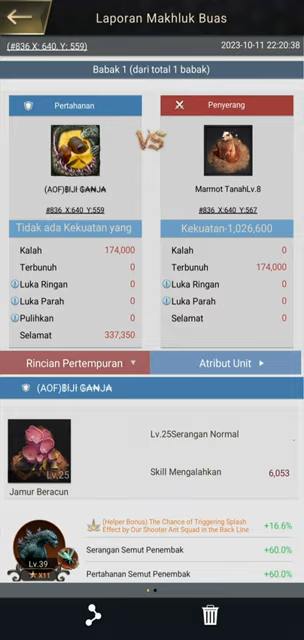 Laporan Makhluk Buas
(#836 X: 640, Y: 559)
2023-10-11 22:20:38
Babak 1 (dari total 1 babak)
Pertahanan
Penyerang
VS
(AOF)฿ł₲ ₲₳₦J₳
Marmot TanahLv.8
#836 X:640 Y:559
#836 X:640 Y:567
Tidak ada Kekuatan yang
Kekuatan-1,026,600
Kalah 174,000
Kalah 0
Terbunuh 0
Terbunuh 174,000
Luka Ringan 0
Luka Ringan 0
Luka Parah 0
Luka Parah 0
Pulihkan 0
Selamat 0
Selamat 337,350
Rincian Pertempuran
Atribut Unit
Lv.25
Jamur Beracun
Lv.25Serangan Normal
Skill Mengalahkan 6,053
Lv.39
X11
(Helper Bonus) The Chance of Triggering Splash
Effect by Our Shooter Ant Squad in the Back Line
+16.6%
Serangan Semut Penembak +60.0%
Pertahanan Semut Penembak +60.0%